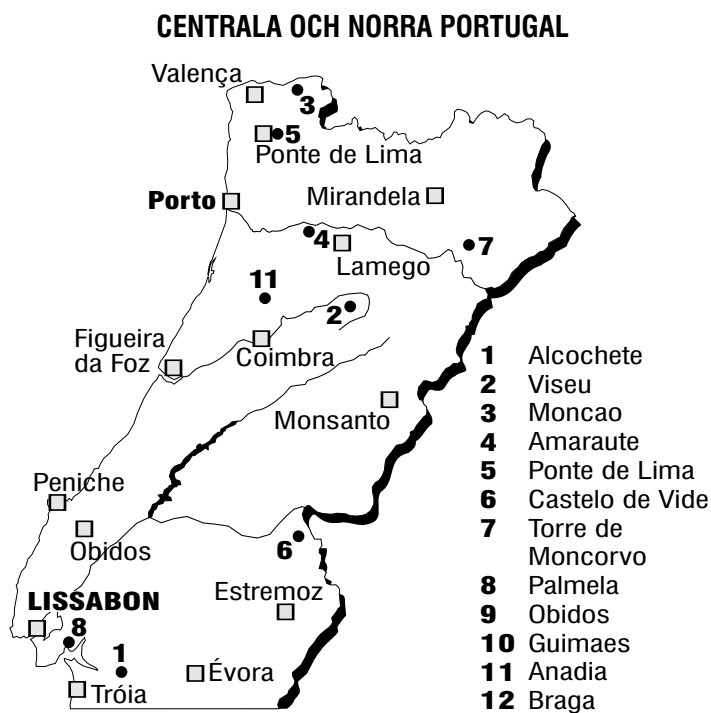 CENTRALA OCH NORRA PORTUGAL
Valença
3
5
Ponte de Lima
Porto
Mirandela
4
Lamego
7
11
2
Figueira
da Foz
Coimbra
Monsanto
Peniche
Obidos
6
LISSABON
8
Estremoz
1
Évora
Tróia
1 Alcochete
2 Viseu
3 Moncao
4 Amaraute
5 Ponte de Lima
6 Castelo de Vide
7 Torre de
Moncorvo
8 Palmela
9 Obidos
10 Guimaes
11 Anadia
12 Braga